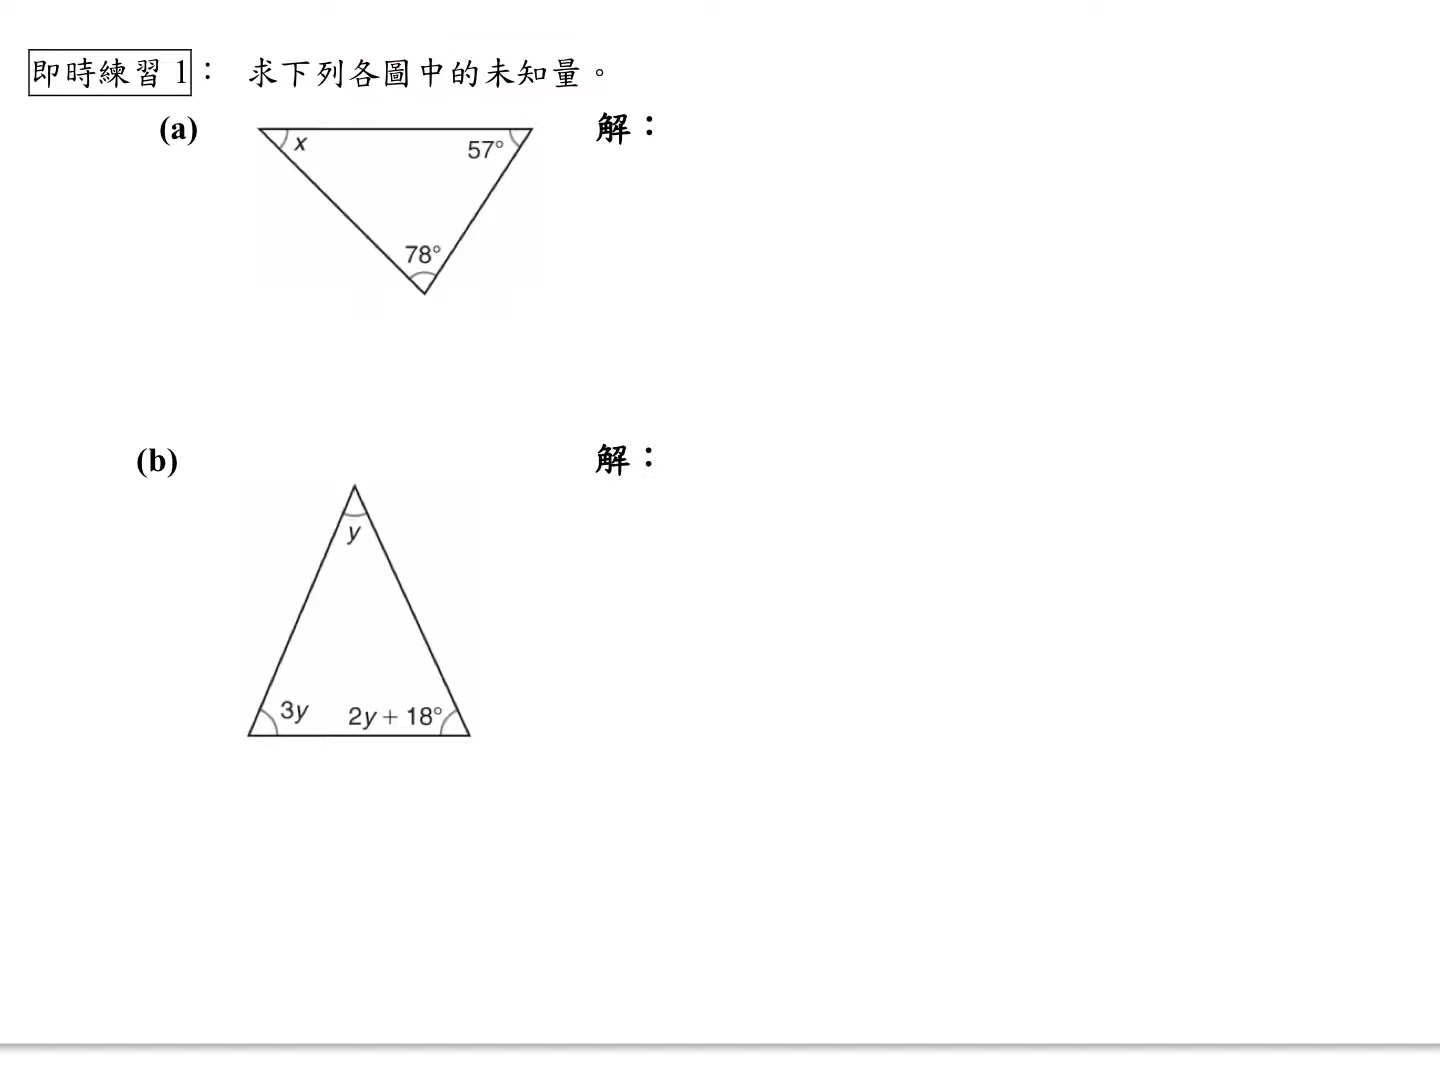 即時練習 1： 求下列各圖中的未知量。
(a) 解：
x 57°
78°
(b) 解：
y
3y 2y + 18°